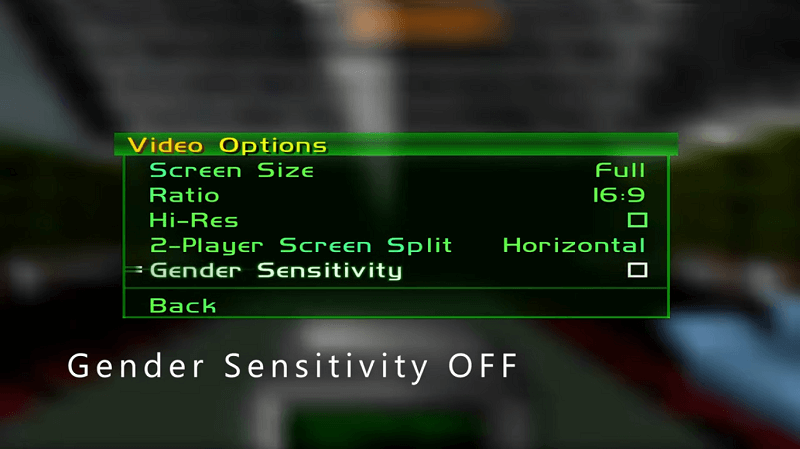 Video Options
Screen Size Full
Ratio 16:9
Hi-Res
2-Player Screen Split Horizontal
Gender Sensitivity
Back
Gender Sensitivity OFF